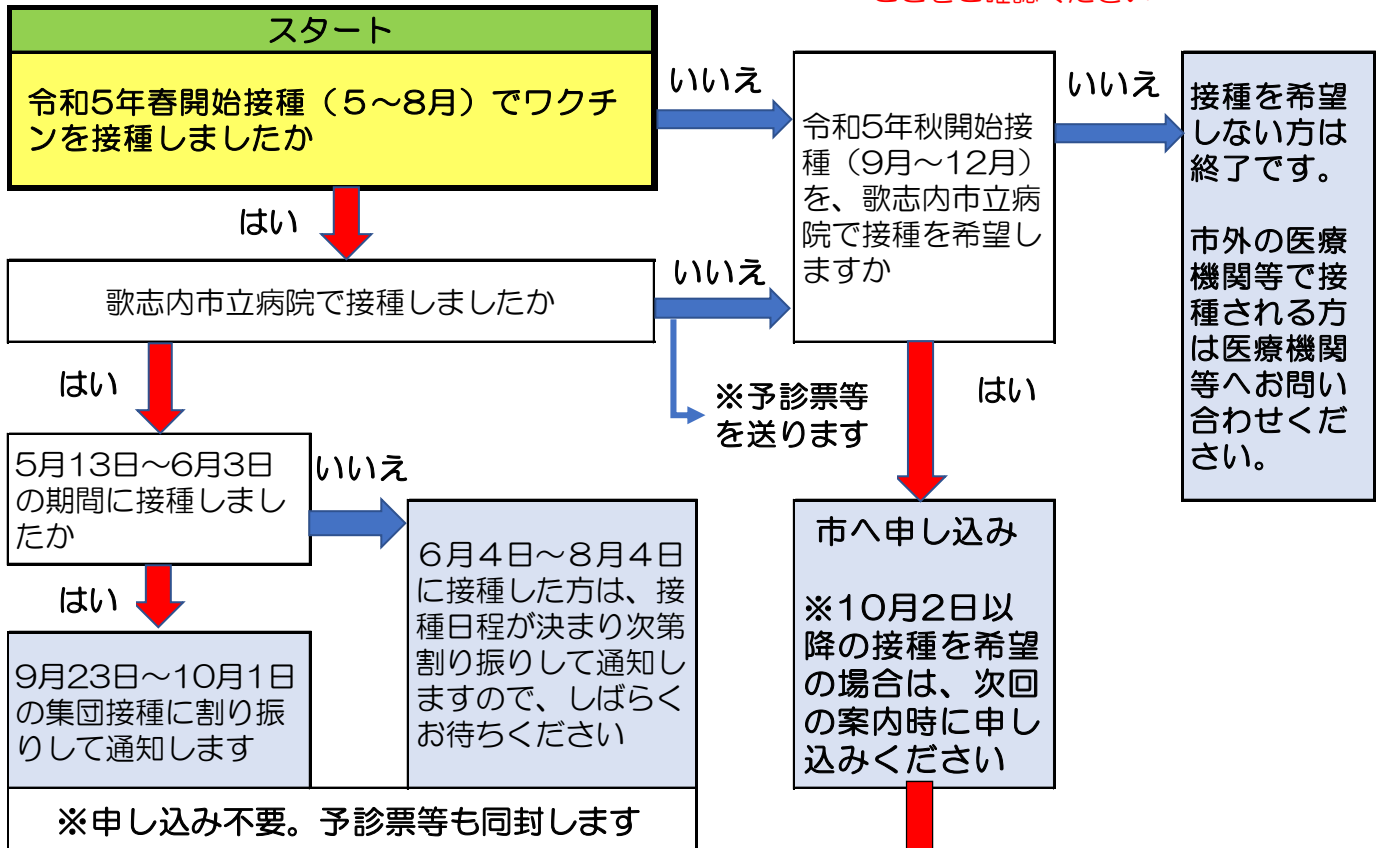 スタート
令和5年春開始接種（5～8月）でワクチ
ンを接種しましたか
いいえ
令和5年秋開始接
種（9月～12月）
を、歌志内市立病
院で接種を希望し
ますか
いいえ
接種を希望
しない方は
終了です。
市外の医療
機関等で接
種される方
は医療機関
等へお問い
合わせくだ
さい。
はい
歌志内市立病院で接種しましたか
いいえ
※予診票等
を送ります
はい
はい
5月13日～6月3日
の期間に接種しまし
たか
いいえ
6月4日～8月4日
に接種した方は、接
種日程が決まり次第
割り振りして通知し
ますので、しばらく
お待ちください
はい
9月23日～10月1日
の集団接種に割り振
りして通知します
※申し込み不要。予診票等も同封します
市へ申し込み
※10月2日以
降の接種を希望
の場合は、次回
の案内時に申し
込みください